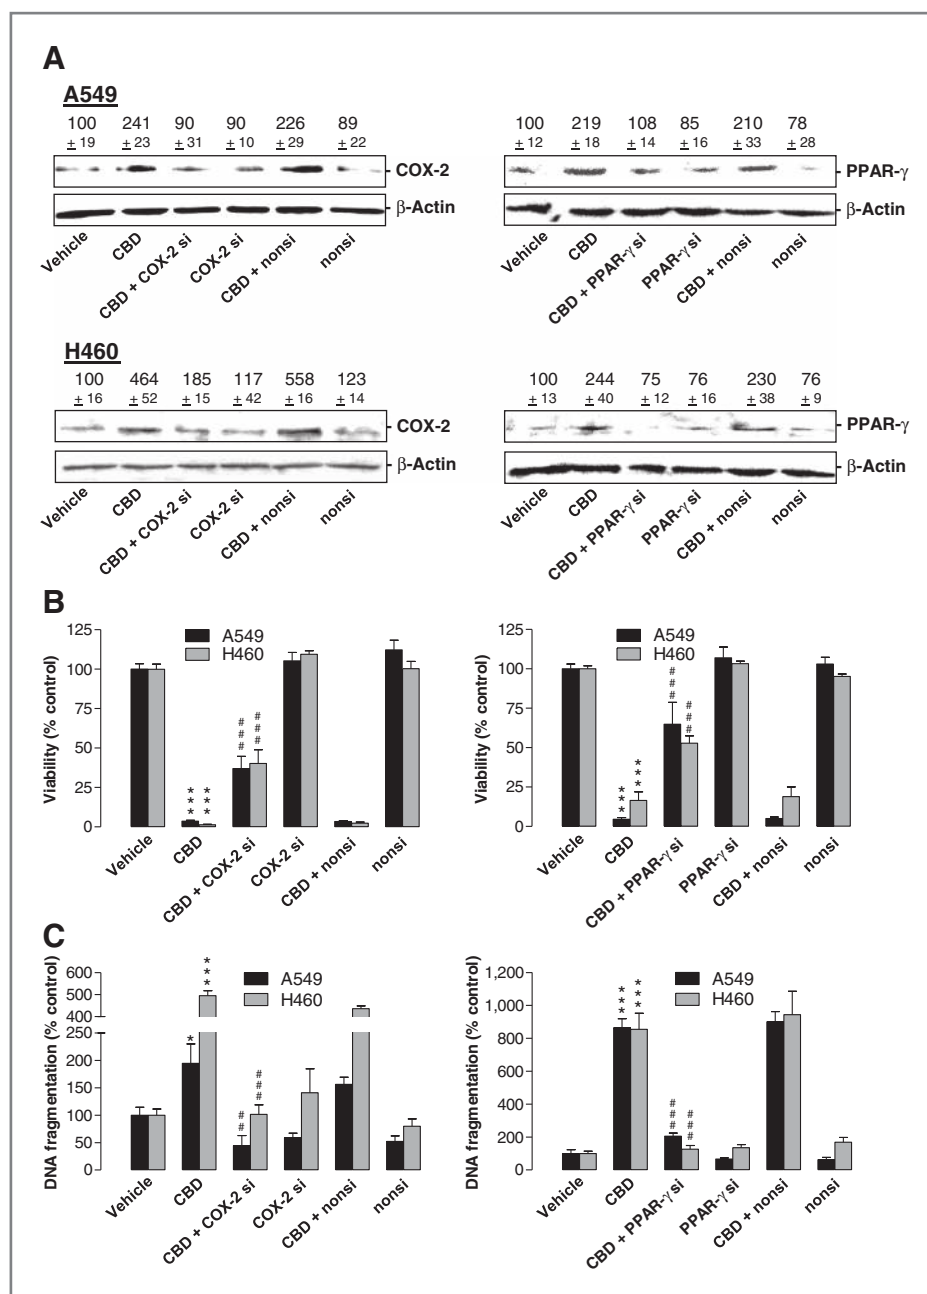 A
A549
100 241 90 90 226 89
± 19 ± 23 ± 31 ± 10 ± 29 ± 22
COX-2
β-Actin
Vehicle
CBD
CBD + COX-2 si
COX-2 si
CBD + nonsi
nonsi
100 219 108 85 210 78
± 12 ± 18 ± 14 ± 16 ± 33 ± 28
PPAR-γ
β-Actin
Vehicle
CBD
CBD + PPAR-γ si
PPAR-γ si
CBD + nonsi
nonsi
H460
100 464 185 117 558 123
± 16 ± 52 ± 15 ± 42 ± 16 ± 14
COX-2
β-Actin
Vehicle
CBD
CBD + COX-2 si
COX-2 si
CBD + nonsi
nonsi
100 244 75 76 230 76
± 13 ± 40 ± 12 ± 16 ± 38 ± 9
PPAR-γ
β-Actin
Vehicle
CBD
CBD + PPAR-γ si
PPAR-γ si
CBD + nonsi
nonsi
B
Viability (% control)
125
100
75
50
25
0
A549
H460
***
***
###
###
Vehicle
CBD
CBD + COX-2 si
COX-2 si
CBD + nonsi
nonsi
Viability (% control)
125
100
75
50
25
0
A549
H460
***
***
###
###
Vehicle
CBD
CBD + PPAR-γ si
PPAR-γ si
CBD + nonsi
nonsi
C
DNA fragmentation (% control)
600
500
400
250
200
150
100
50
0
A549
H460
*
***
##
###
Vehicle
CBD
CBD + COX-2 si
COX-2 si
CBD + nonsi
nonsi
DNA fragmentation (% control)
1,200
1,000
800
600
400
200
0
A549
H460
***
***
###
###
Vehicle
CBD
CBD + PPAR-γ si
PPAR-γ si
CBD + nonsi
nonsi